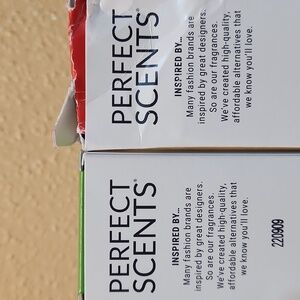 PERFECT
SCENTS®
INSPIRED BY...
Many fashion brands are
inspired by great designers.
So are our fragrances.
We've created high-quality,
affordable alternatives that
we know you'll love.
PERFECT
SCENTS®
INSPIRED BY...
Many fashion brands are
inspired by great designers.
So are our fragrances.
We've created high-quality,
affordable alternatives that
we know you'll love.
220909